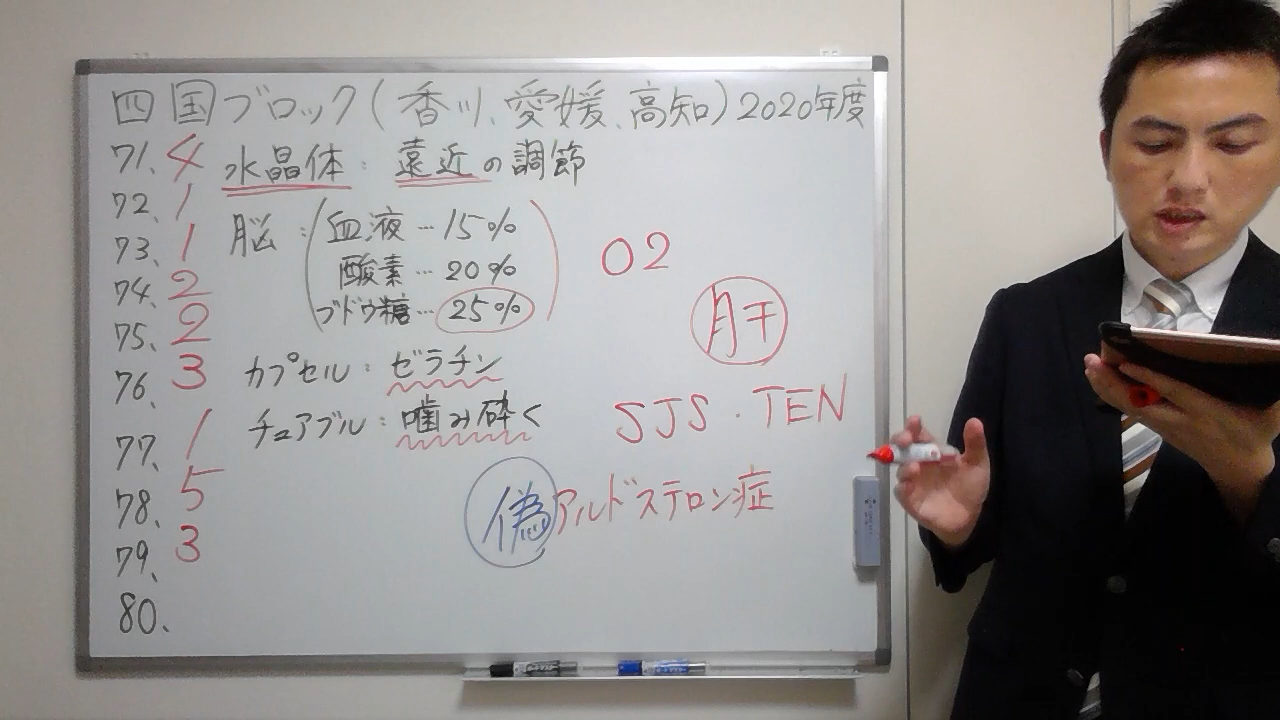 四国ブロック(香川、愛媛、高知)2020年度
71、4 水晶体：遠近の調節
72、1
脳：(血液…15%
73、1
酸素…20% 02
74、2
ブドウ糖…25%) 肝
75、2
76、3 カプセル：ゼラチン
チュアブル：噛み砕く SJS・TEN
77、1
78、5 偽アルドステロン症
79、3
80、